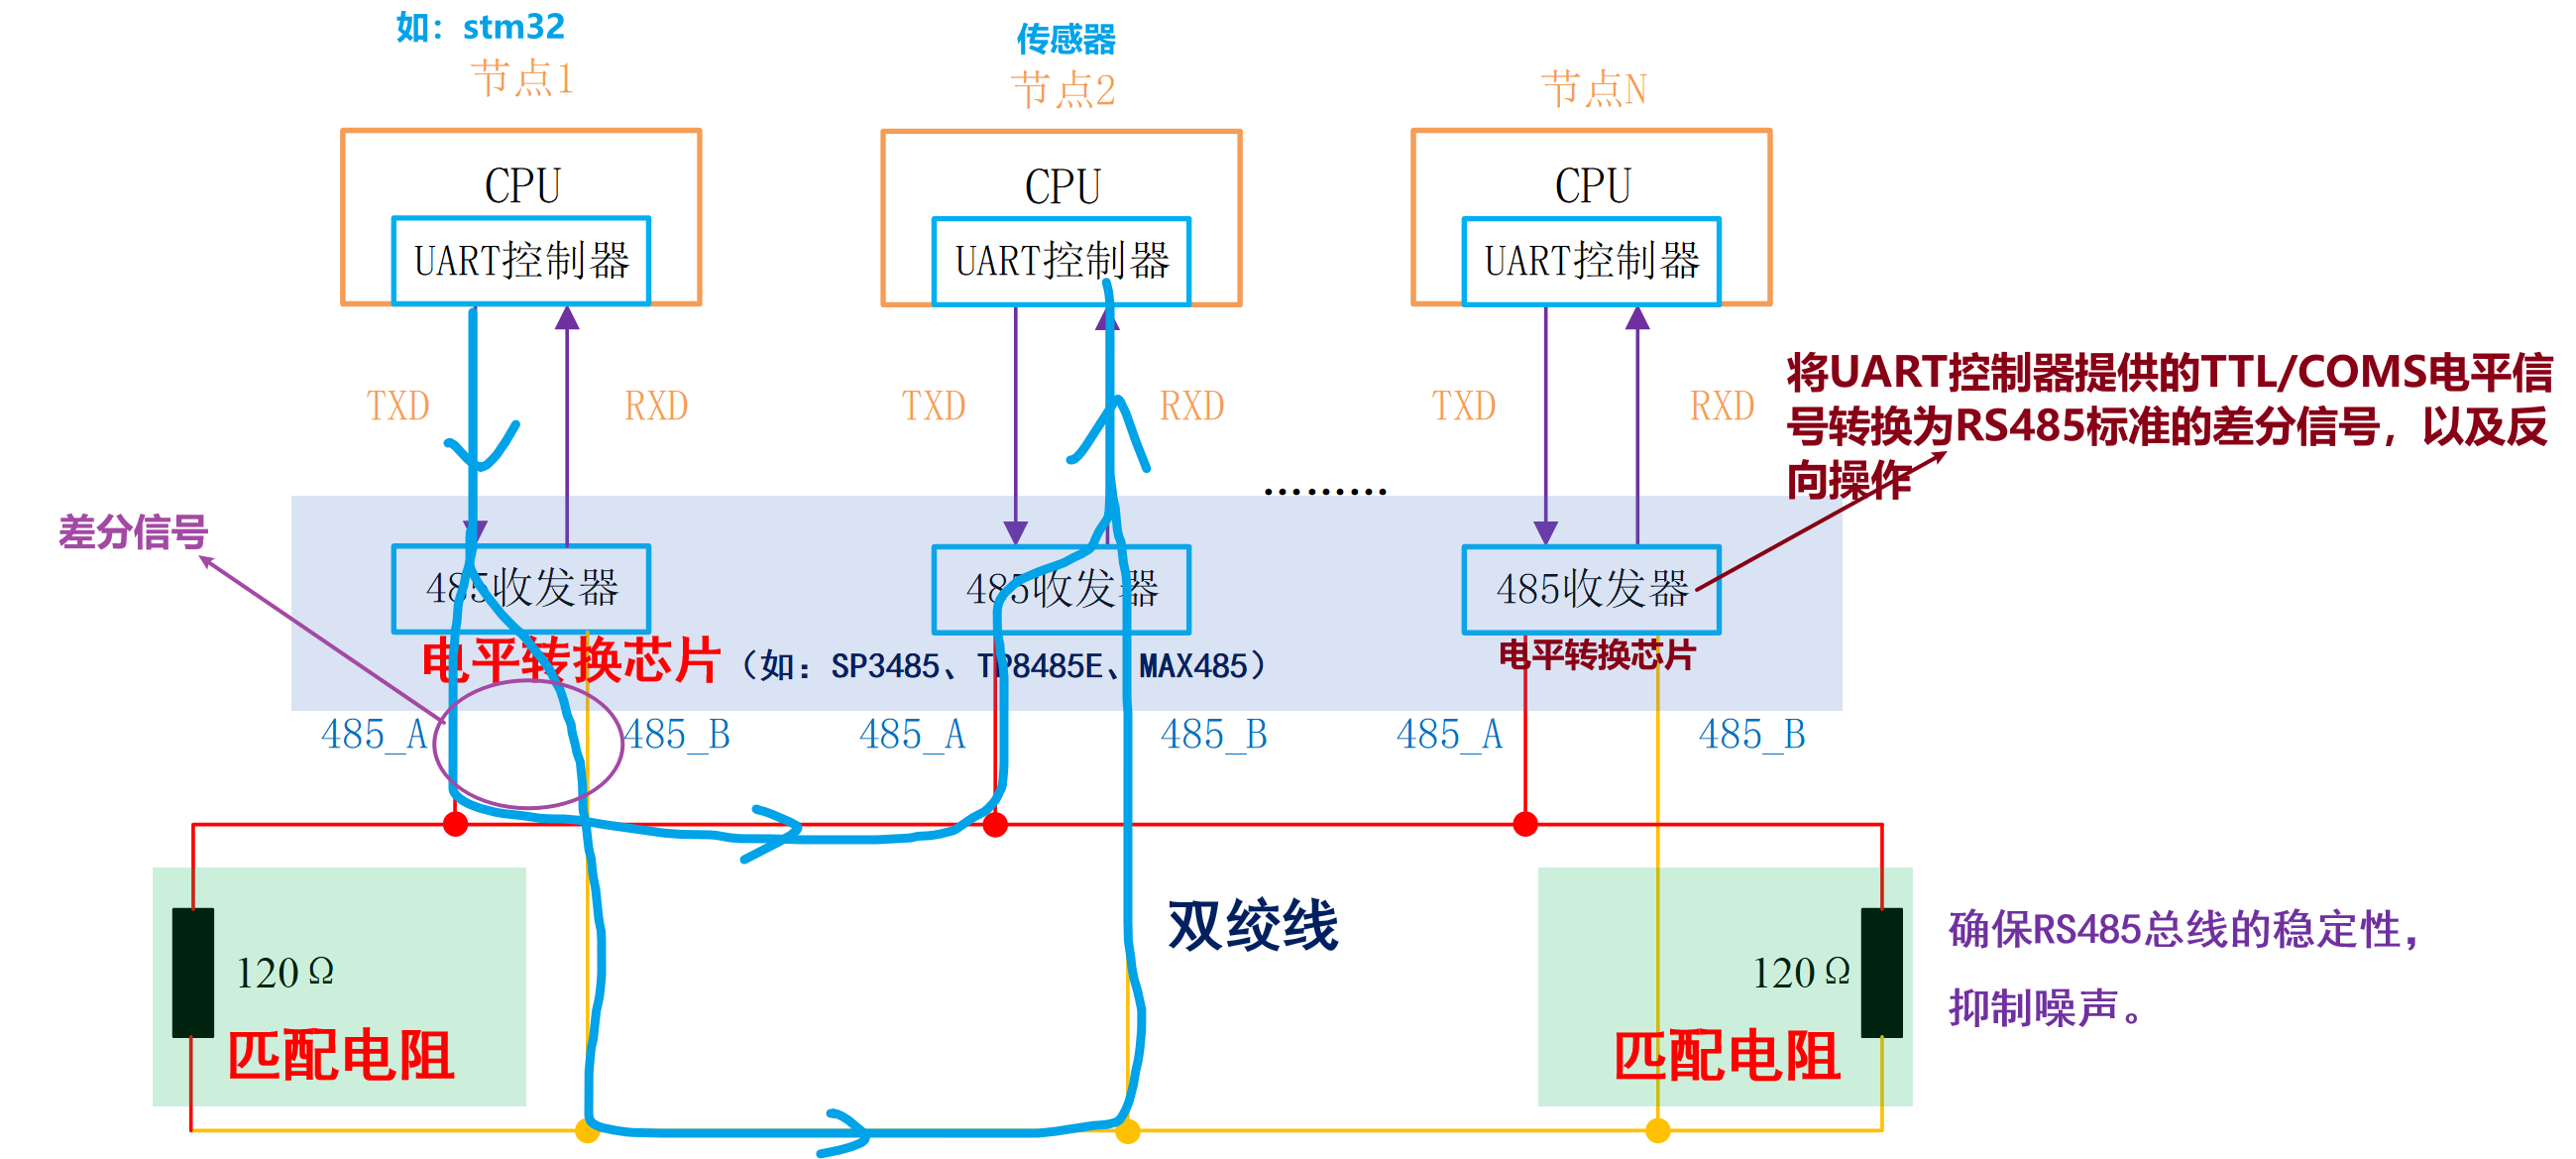 如：stm32
传感器
节点1
节点2
节点N
CPU
CPU
CPU
UART控制器
UART控制器
UART控制器
TXD
RXD
TXD
RXD
TXD
RXD
将UART控制器提供的TTL/COMS电平信
号转换为RS485标准的差分信号，以及反
向操作
………
差分信号
485收发器
485收发器
485收发器
电平转换芯片（如：SP3485、TP8485E、MAX485）
电平转换芯片
485_A
485_B
485_A
485_B
485_A
485_B
双绞线
120Ω
匹配电阻
120Ω
匹配电阻
确保RS485总线的稳定性，
抑制噪声。